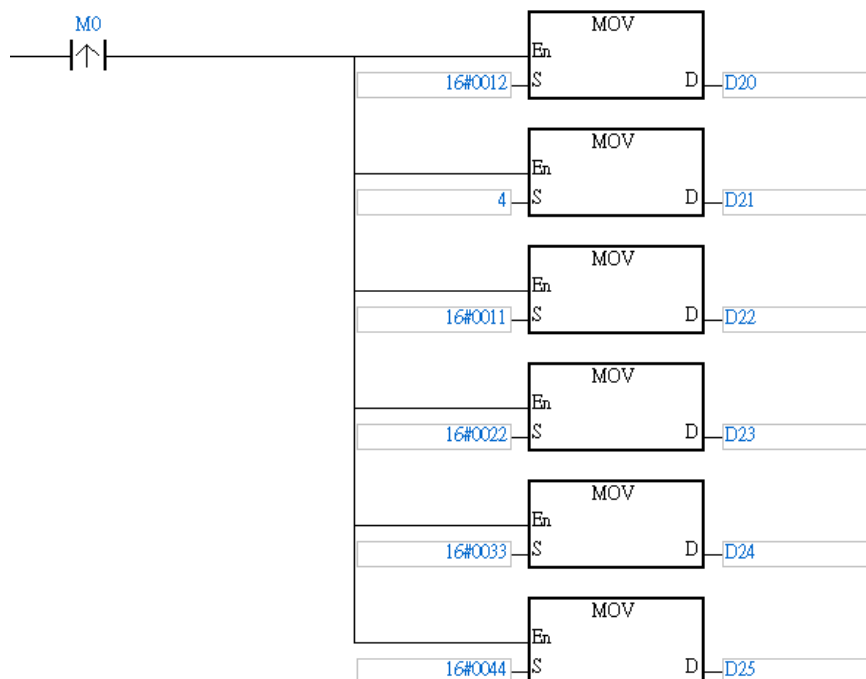 M0
MOV
En
16#0012 S D D20
MOV
En
4 S D D21
MOV
En
16#0011 S D D22
MOV
En
16#0022 S D D23
MOV
En
16#0033 S D D24
MOV
En
16#0044 S D D25